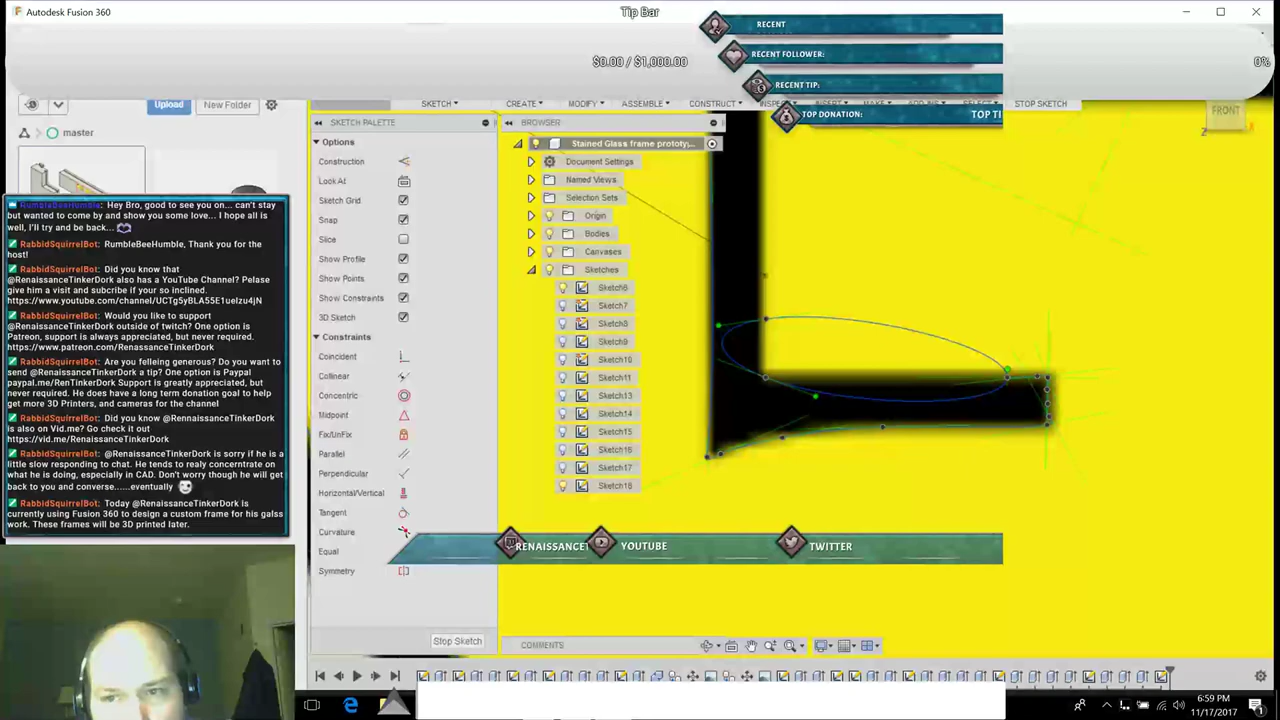 Autodesk Fusion 360
Tip Bar
RECENT
RECENT FOLLOWER:
$0.00 / $1,000.00
0%
RECENT TIP:
TOP DONATION:
TOP TI
Upload
New Folder
SKETCH
CREATE
MODIFY
ASSEMBLE
CONSTRUCT
STOP SKETCH
FRONT
Z
master
SKETCH PALETTE
Options
Construction
Look At
Sketch Grid
Snap
Slice
Show Profile
Show Points
Show Constraints
3D Sketch
Constraints
Coincident
Collinear
Concentric
Midpoint
Fix/UnFix
Parallel
Perpendicular
Horizontal/Vertical
Tangent
Curvature
Equal
Symmetry
Stop Sketch
BROWSER
Stained Glass frame prototy...
Document Settings
Named Views
Selection Sets
Origin
Bodies
Canvases
Sketches
Sketch6
Sketch7
Sketch8
Sketch9
Sketch10
Sketch11
Sketch13
Sketch14
Sketch15
Sketch16
Sketch17
Sketch18
RumbleBeeHumble: Hey Bro, good to see you on... can't stay
but wanted to come by and show you some love... I hope all is
well, I'll try and be back...
RabbidSquirrelBot: RumbleBeeHumble, Thank you for the
host!
RabbidSquirrelBot: Did you know that
@RenaissanceTinkerDork also has a YouTube Channel? Pelase
give him a visit and subcribe if your so inclined.
https://www.youtube.com/channel/UCTg5yBLA55E1uelzu4jN
RabbidSquirrelBot: Would you like to support
@RenaissanceTinkerDork outside of twitch? One option is
Patreon, support is always appreciated, but never required.
https://www.patreon.com/RenassanceTinkerDork
RabbidSquirrelBot: Are you felleing generous? Do you want to
send @RenaissanceTinkerDork a tip? One option is Paypal
paypal.me/RenTinkerDork Support is greatly appreciated, but
never required. He does have a long term donation goal to help
get more 3D Printers, and cameras for the channel
RabbidSquirrelBot: Did you know @RennaissanceTinkerDork
is also on Vid.me? Go check it out
https://vid.me/RenaissanceTinkerDork
RabbidSquirrelBot: @RenaissanceTinkerDork is sorry if he is a
little slow responding to chat. He tends to realy concerntrate on
what he is doing, especially in CAD. Don't worry though he will get
back to you and converse......eventually
RabbidSquirrelBot: Today @RenaissanceTinkerDork is
currently using Fusion 360 to design a custom frame for his galss
work. These frames will be 3D printed later.
RENAISSANCET
YOUTUBE
TWITTER
COMMENTS
6:59 PM
11/17/2017